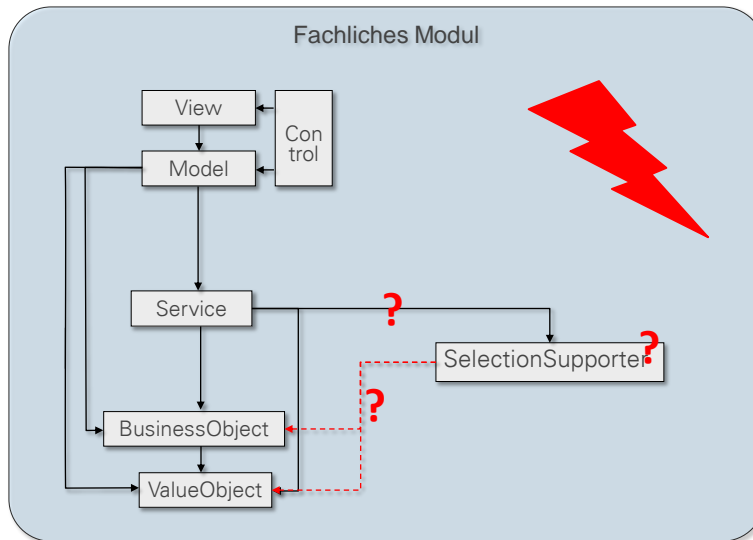 Fachliches Modul
View
Con
trol
Model
Service
?
SelectionSupporter
?
?
BusinessObject
ValueObject